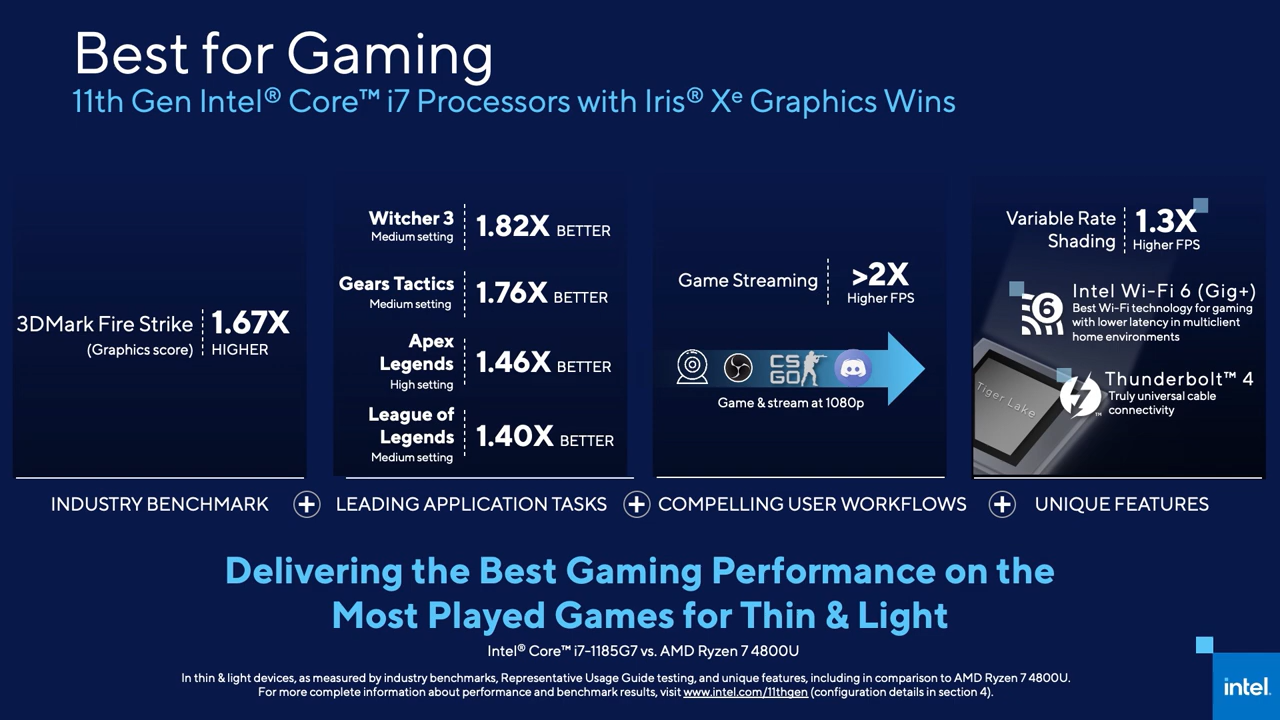 Best for Gaming
11th Gen Intel® Core™ i7 Processors with Iris® Xᵉ Graphics Wins
3DMark Fire Strike
(Graphics score)
1.67X
HIGHER
Witcher 3
Medium setting
1.82X BETTER
Gears Tactics
Medium setting
1.76X BETTER
Apex
Legends
High setting
1.46X BETTER
League of
Legends
Medium setting
1.40X BETTER
Game Streaming
>2X
Higher FPS
CS
GO
Game & stream at 1080p
Variable Rate
Shading
1.3X
Higher FPS
6
Intel Wi-Fi 6 (Gig+)
Best Wi-Fi technology for gaming
with lower latency in multiclient
home environments
Thunderbolt™ 4
Truly universal cable
connectivity
TM
Tiger Lake
INDUSTRY BENCHMARK + LEADING APPLICATION TASKS + COMPELLING USER WORKFLOWS + UNIQUE FEATURES
Delivering the Best Gaming Performance on the
Most Played Games for Thin & Light
Intel® Core™ i7-1185G7 vs. AMD Ryzen 7 4800U
In thin & light devices, as measured by industry benchmarks, Representative Usage Guide testing, and unique features, including in comparison to AMD Ryzen 7 4800U.
For more complete information about performance and benchmark results, visit www.intel.com/11thgen (configuration details in section 4).
intel.